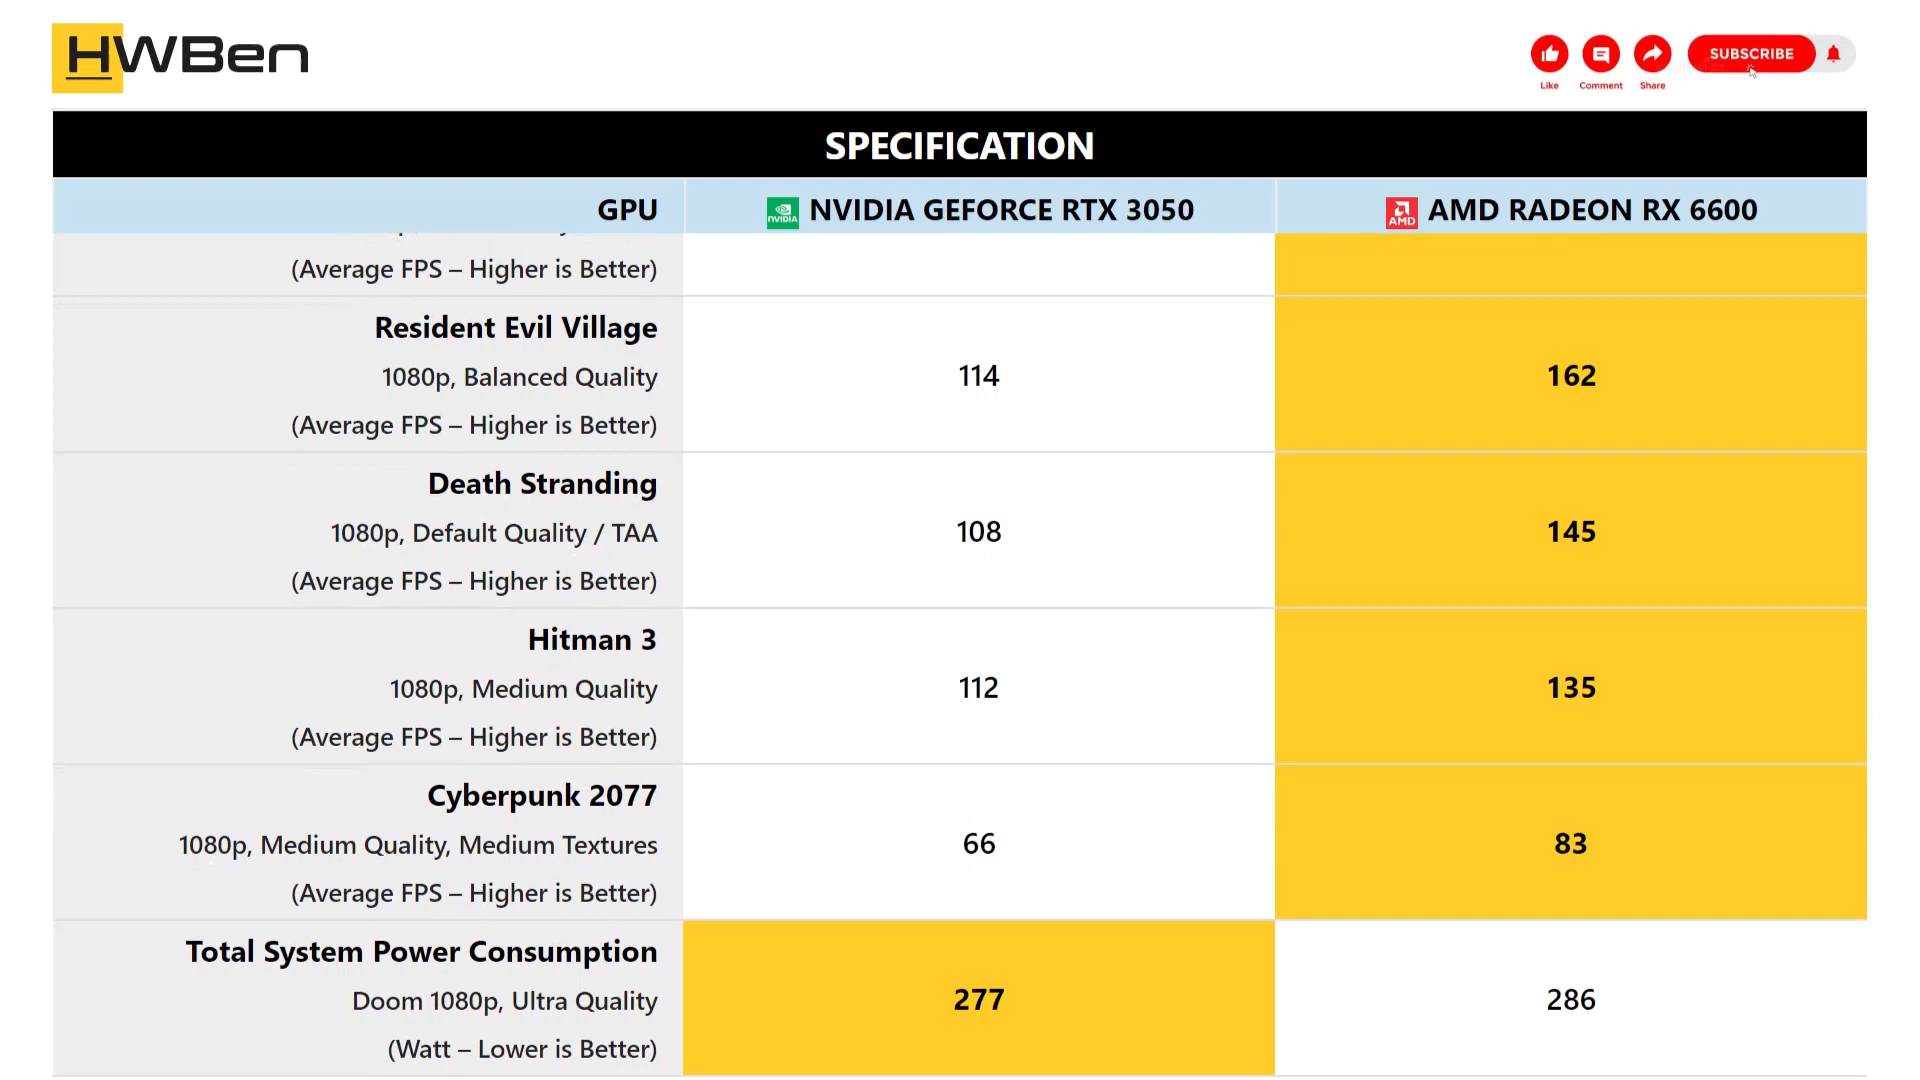 HWBen
SUBSCRIBE
Like Comment Share
SPECIFICATION
GPU NVIDIA NVIDIA GEFORCE RTX 3050 AMD AMD RADEON RX 6600
(Average FPS – Higher is Better)
Resident Evil Village
1080p, Balanced Quality 114 162
(Average FPS – Higher is Better)
Death Stranding
1080p, Default Quality / TAA 108 145
(Average FPS – Higher is Better)
Hitman 3
1080p, Medium Quality 112 135
(Average FPS – Higher is Better)
Cyberpunk 2077
1080p, Medium Quality, Medium Textures 66 83
(Average FPS – Higher is Better)
Total System Power Consumption
Doom 1080p, Ultra Quality 277 286
(Watt – Lower is Better)